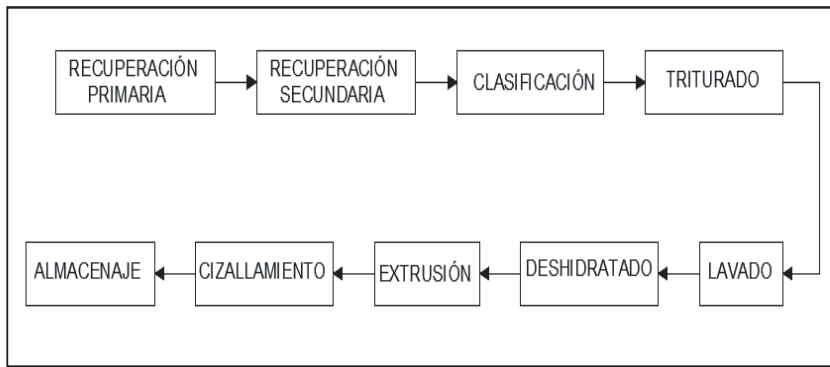 RECUPERACIÓN
PRIMARIA
RECUPERACIÓN
SECUNDARIA
CLASIFICACIÓN
TRITURADO
LAVADO
DESHIDRATADO
EXTRUSIÓN
CIZALLAMIENTO
ALMACENAJE